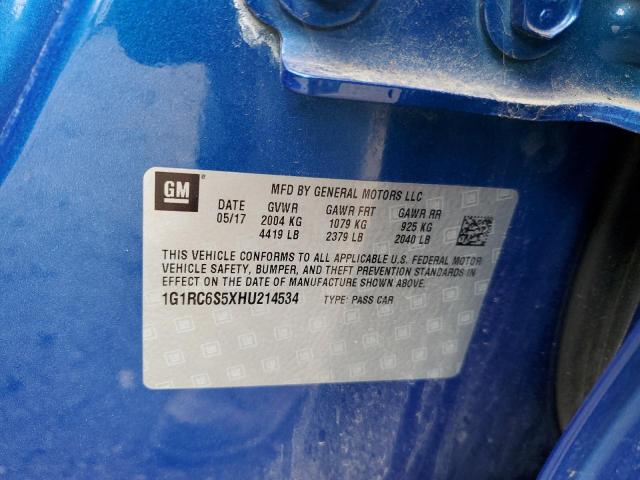 GM
MFD BY GENERAL MOTORS LLC
DATE GVWR GAWR FRT GAWR RR
05/17 2004 KG 1079 KG 925 KG
4419 LB 2379 LB 2040 LB
THIS VEHICLE CONFORMS TO ALL APPLICABLE U.S. FEDERAL MOTOR
VEHICLE SAFETY, BUMPER, AND THEFT PREVENTION STANDARDS IN
EFFECT ON THE DATE OF MANUFACTURE SHOWN ABOVE.
1G1RC6S5XHU214534 TYPE: PASS CAR